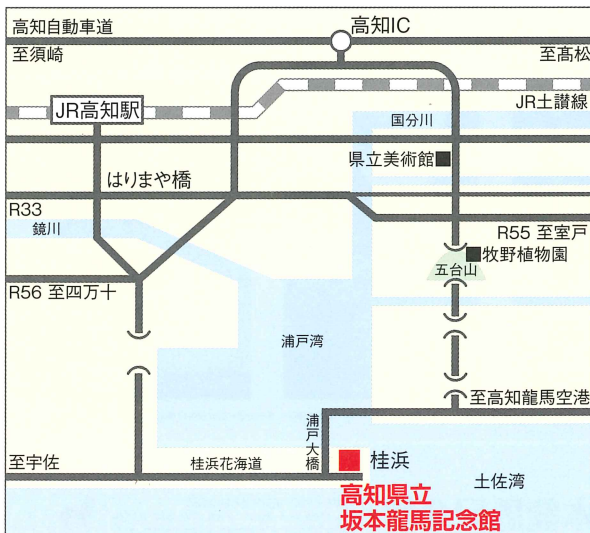 高知自動車道
高知IC
至須崎
至髙松
JR高知駅
JR土讃線
国分川
県立美術館
はりまや橋
R33
鏡川
R55 至室戸
牧野植物園
五台山
R56 至四万十
浦戸湾
至高知龍馬空港
浦戸大橋
至宇佐
桂浜花海道
桂浜
土佐湾
高知県立
坂本龍馬記念館